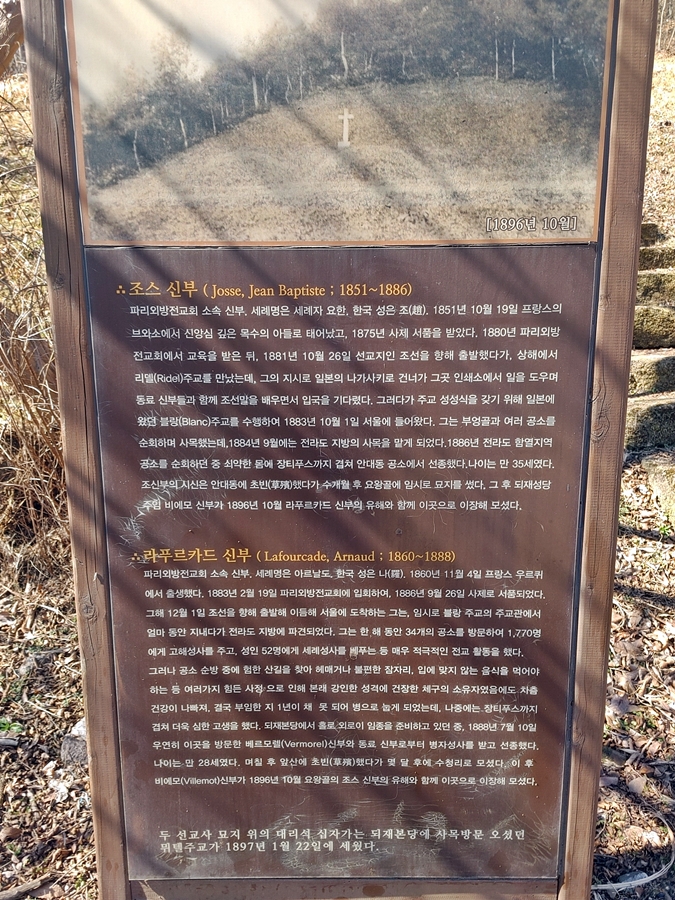 [1896년 10월]
∴조스 신부 ( Josse, Jean Baptiste ; 1851~1886)
파리외방전교회 소속 신부. 세례명은 세례자 요한, 한국 성은 조(趙). 1851년 10월 19일 프랑스의
브와소에서 신앙심 깊은 목수의 아들로 태어났고, 1875년 사제 서품을 받았다. 1880년 파리외방
전교회에서 교육을 받은 뒤, 1881년 10월 26일 선교지인 조선을 향해 출발했다가, 상해에서
리델(Ridel)주교를 만났는데, 그의 지시로 일본의 나가사키로 건너가 그곳 인쇄소에서 일을 도우며
동료 신부들과 함께 조선말을 배우면서 입국을 기다렸다. 그러다가 주교 성성식을 갖기 위해 일본에
왔던 블랑(Blanc)주교를 수행하여 1883년 10월 1일 서울에 들어왔다. 그는 부엉골과 여러 공소를
순회하며 사목했는데,1884년 9월에는 전라도 지방의 사목을 맡게 되었다.1886년 전라도 함열지역
공소를 순회하던 중 쇠약한 몸에 장티푸스까지 겹쳐 안대동 공소에서 선종했다.나이는 만 35세였다.
조신부의 시신은 안대동에 초빈(草殯)했다가 수개월 후 요왕골에 임시로 묘지를 썼다. 그 후 되재성당
주임 비에모 신부가 1896년 10월 라푸르카드 신부의 유해와 함께 이곳으로 이장해 모셨다.
∴라푸르카드 신부 ( Lafourcade, Arnaud ; 1860~1888)
파리외방전교회 소속 신부. 세례명은 아르날도, 한국 성은 나(羅). 1860년 11월 4일 프랑스 우르퀴
에서 출생했다. 1883년 2월 19일 파리외방전교회에 입회하여, 1886년 9월 26일 사제로 서품되었다.
그해 12월 1일 조선을 향해 출발해 이듬해 서울에 도착하는 그는, 임시로 블랑 주교의 주교관에서
얼마 동안 지내다가 전라도 지방에 파견되었다. 그는 한 해 동안 34개의 공소를 방문하여 1,770명
에게 고해성사를 주고, 성인 52명에게 세례성사를 베푸는 등 매우 적극적인 전교 활동을 했다.
그러나 공소 순방 중에 험한 산길을 찾아 헤매거나 불편한 잠자리, 입에 맞지 않는 음식을 먹어야
하는 등 여러가지 힘든 사정 으로 인해 본래 강인한 성격에 건장한 체구의 소유자였음에도 차츰
건강이 나빠져, 결국 부임한 지 1년이 채 못 되어 병으로 눕게 되었는데, 나중에는 장티푸스까지
겹쳐 더욱 심한 고생을 했다. 되재본당에서 홀로 외로이 임종을 준비하고 있던 중, 1888년 7월 10일
우연히 이곳을 방문한 베르모렐(Vermorel)신부와 동료 신부로부터 병자성사를 받고 선종했다.
나이는 만 28세였다. 며칠 후 앞산에 초빈(草殯)했다가 몇 달 후에 수청리로 모셨다. 이 후
비에모(Villemot)신부가 1896년 10월 요왕골의 조스 신부의 유해와 함께 이곳으로 이장해 모셨다.
두 선교사 묘지 위의 대리석 십자가는 되재본당에 사목방문 오셨던
뮈텔주교가 1897년 1월 22일에 세웠다.